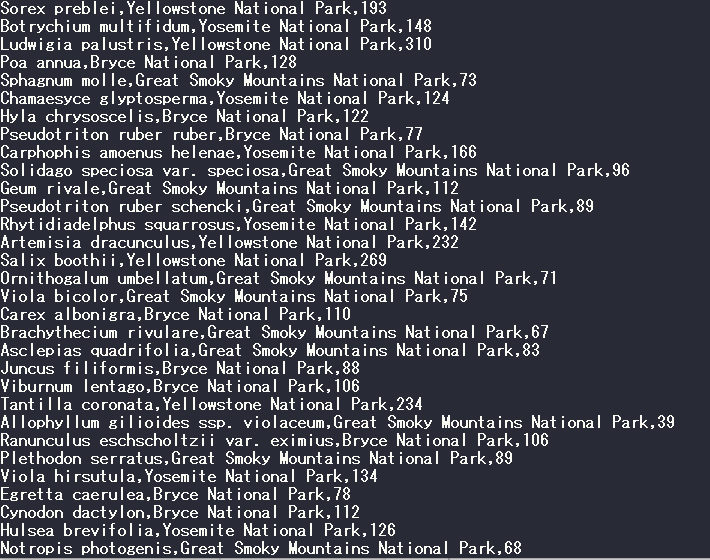 Sorex preblei,Yellowstone National Park,193
Botrychium multifidum,Yosemite National Park,148
Ludwigia palustris,Yellowstone National Park,310
Poa annua,Bryce National Park,128
Sphagnum molle,Great Smoky Mountains National Park,73
Chamaesyce glyptosperma,Yosemite National Park,124
Hyla chrysoscelis,Bryce National Park,122
Pseudotriton ruber ruber,Bryce National Park,77
Carphophis amoenus helenae,Yosemite National Park,166
Solidago speciosa var. speciosa,Great Smoky Mountains National Park,96
Geum rivale,Great Smoky Mountains National Park,112
Pseudotriton ruber schencki,Great Smoky Mountains National Park,89
Rhytidiadelphus squarrosus,Yosemite National Park,142
Artemisia dracunculus,Yellowstone National Park,232
Salix boothii,Yellowstone National Park,269
Ornithogalum umbellatum,Great Smoky Mountains National Park,71
Viola bicolor,Great Smoky Mountains National Park,75
Carex albonigra,Bryce National Park,110
Brachythecium rivulare,Great Smoky Mountains National Park,67
Asclepias quadrifolia,Great Smoky Mountains National Park,83
Juncus filiformis,Bryce National Park,88
Viburnum lentago,Bryce National Park,106
Tantilla coronata,Yellowstone National Park,234
Allophyllum gilioides ssp. violaceum,Great Smoky Mountains National Park,39
Ranunculus eschscholtzii var. eximius,Bryce National Park,106
Plethodon serratus,Great Smoky Mountains National Park,89
Viola hirsutula,Yosemite National Park,134
Egretta caerulea,Bryce National Park,78
Cynodon dactylon,Bryce National Park,112
Hulsea brevifolia,Yosemite National Park,126
Notropis photogenis,Great Smoky Mountains National Park,68